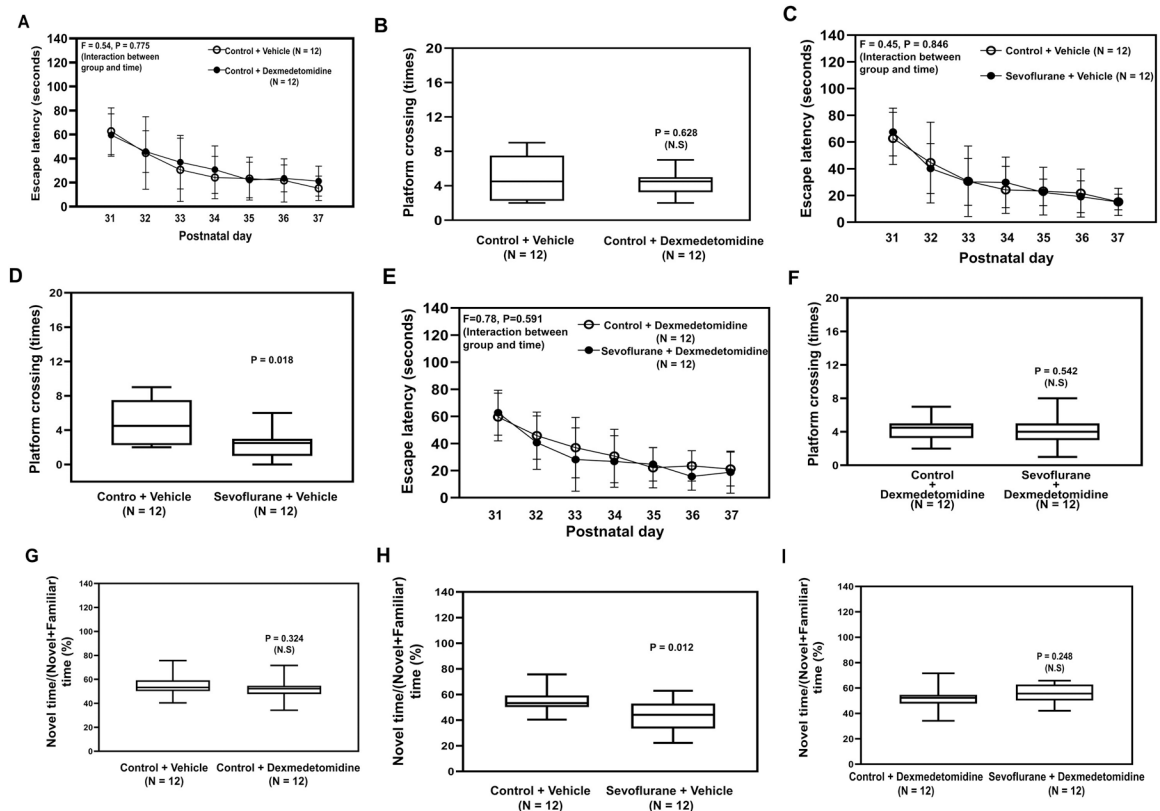 A
Escape latency (seconds)
140
120
100
80
60
40
20
0
F = 0.54, P = 0.775
(Interaction between
group and time)
Control + Vehicle (N = 12)
Control + Dexmedetomidine
(N = 12)
31 32 33 34 35 36 37
Postnatal day
B
Platform crossing (times)
20
16
12
8
4
0
P = 0.628
(N.S)
Control + Vehicle
(N = 12)
Control + Dexmedetomidine
(N = 12)
C
Escape latency (seconds)
140
120
100
80
60
40
20
0
F = 0.45, P = 0.846
(Interaction between
group and time)
Control + Vehicle (N = 12)
Sevoflurane + Vehicle (N = 12)
31 32 33 34 35 36 37
Postnatal day
D
Platform crossing (times)
20
16
12
8
4
0
P = 0.018
Contro + Vehicle
(N = 12)
Sevoflurane + Vehicle
(N = 12)
E
Escape latency (seconds)
140
120
100
80
60
40
20
0
F=0.78, P=0.591
(Interaction between
group and time)
Control + Dexmedetomidine
(N = 12)
Sevoflurane + Dexmedetomidine
(N = 12)
31 32 33 34 35 36 37
Postnatal day
F
Platform crossing (times)
20
16
12
8
4
0
P = 0.542
(N.S)
Control
+
Dexmedetomidine
(N = 12)
Sevoflurane
+
Dexmedetomidine
(N = 12)
G
Novel time/(Novel+Familiar)
time (%)
140
120
100
80
60
40
20
0
P = 0.324
(N.S)
Control + Vehicle
(N = 12)
Control + Dexmedetomidine
(N = 12)
H
Novel time/(Novel+Familiar)
time (%)
140
120
100
80
60
40
20
0
P = 0.012
Control + Vehicle
(N = 12)
Sevoflurane + Vehicle
(N = 12)
I
Novel time/(Novel+Familiar)
time (%)
140
120
100
80
60
40
20
0
P = 0.248
(N.S)
Control + Dexmedetomidine
(N = 12)
Sevoflurane + Dexmedetomidine
(N = 12)